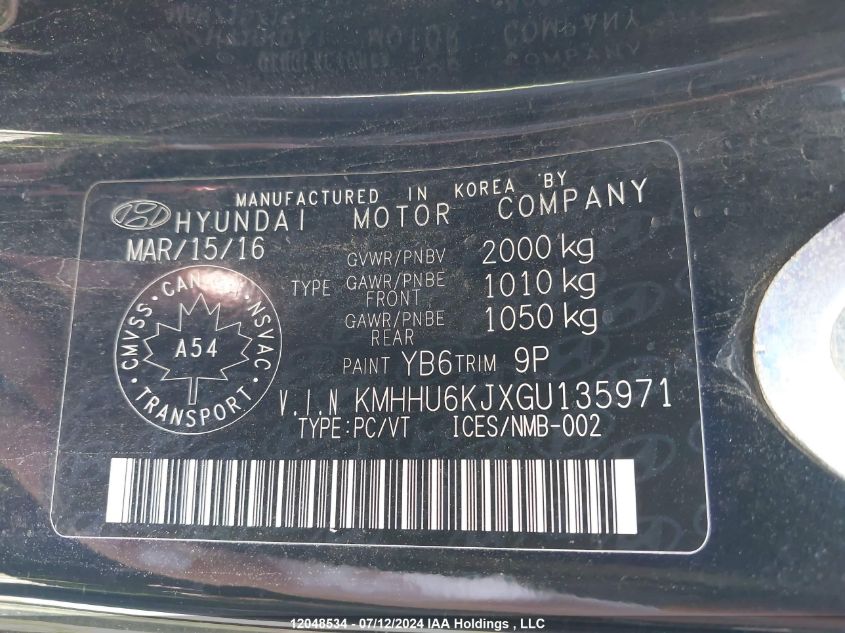 MANUFACTURED IN KOREA BY
HYUNDAI MOTOR COMPANY
MAR/15/16
GVWR/PNBV 2000 kg
TYPE GAWR/PNBE FRONT 1010 kg
GAWR/PNBE REAR 1050 kg
PAINT YB6 TRIM 9P
CMVSS · CANADA · NSVAC
A54
TRANSPORT
V.I.N KMHHU6KJXGU135971
TYPE:PC/VT ICES/NMB-002
12048534 - 07/12/2024 IAA Holdings , LLC